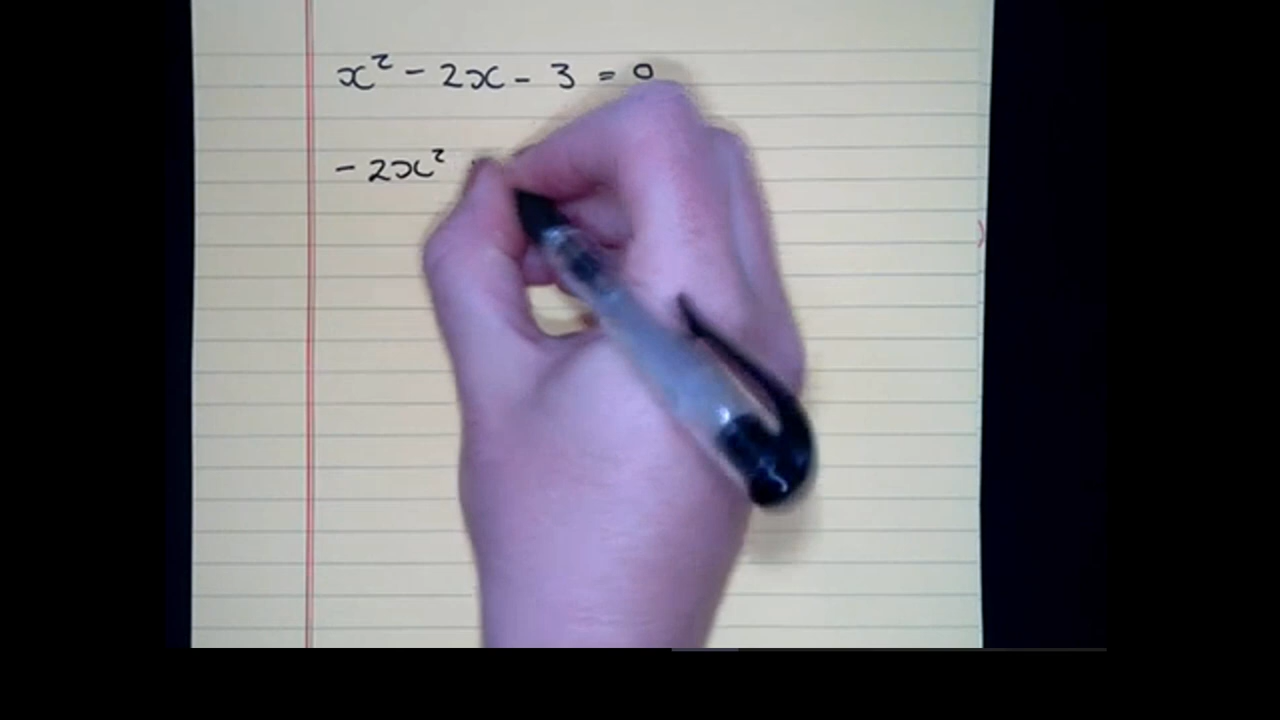 x² - 2x - 3 = 0
- 2x²